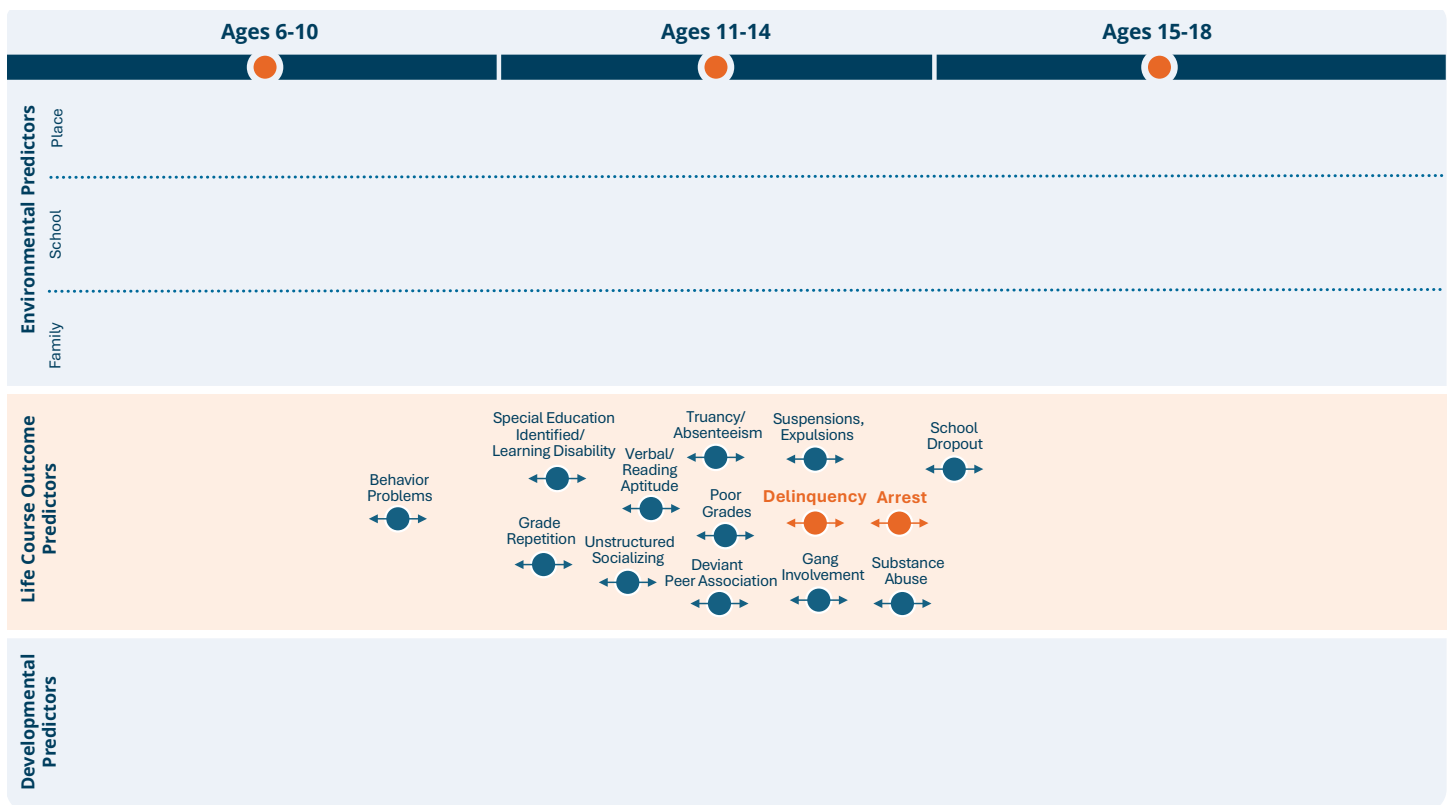 Ages 6-10
Ages 11-14
Ages 15-18
Environmental Predictors
Place
School
Family
Life Course Outcome
Predictors
Behavior
Problems
Special Education
Identified/
Learning Disability
Grade
Repetition
Verbal/
Reading
Aptitude
Unstructured
Socializing
Truancy/
Absenteeism
Poor
Grades
Deviant
Peer Association
Suspensions,
Expulsions
Delinquency
Gang
Involvement
Arrest
Substance
Abuse
School
Dropout
Developmental
Predictors